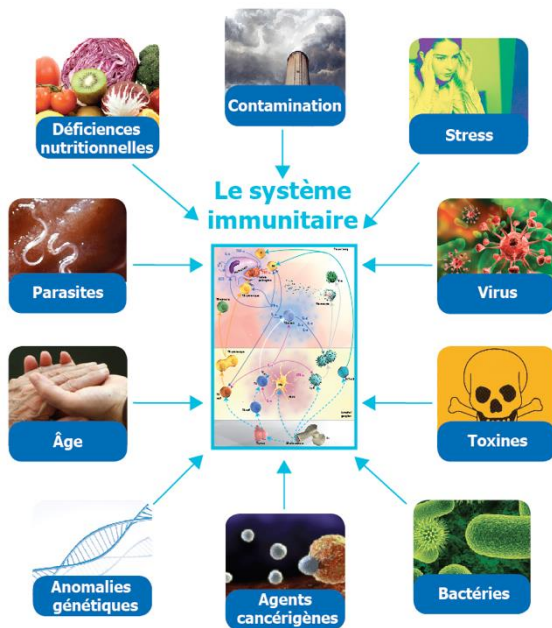 Contamination
Déficiences
nutritionnelles
Stress
Le système
immunitaire
Parasites
Virus
Âge
Toxines
Anomalies
génétiques
Agents
cancérigènes
Bactéries